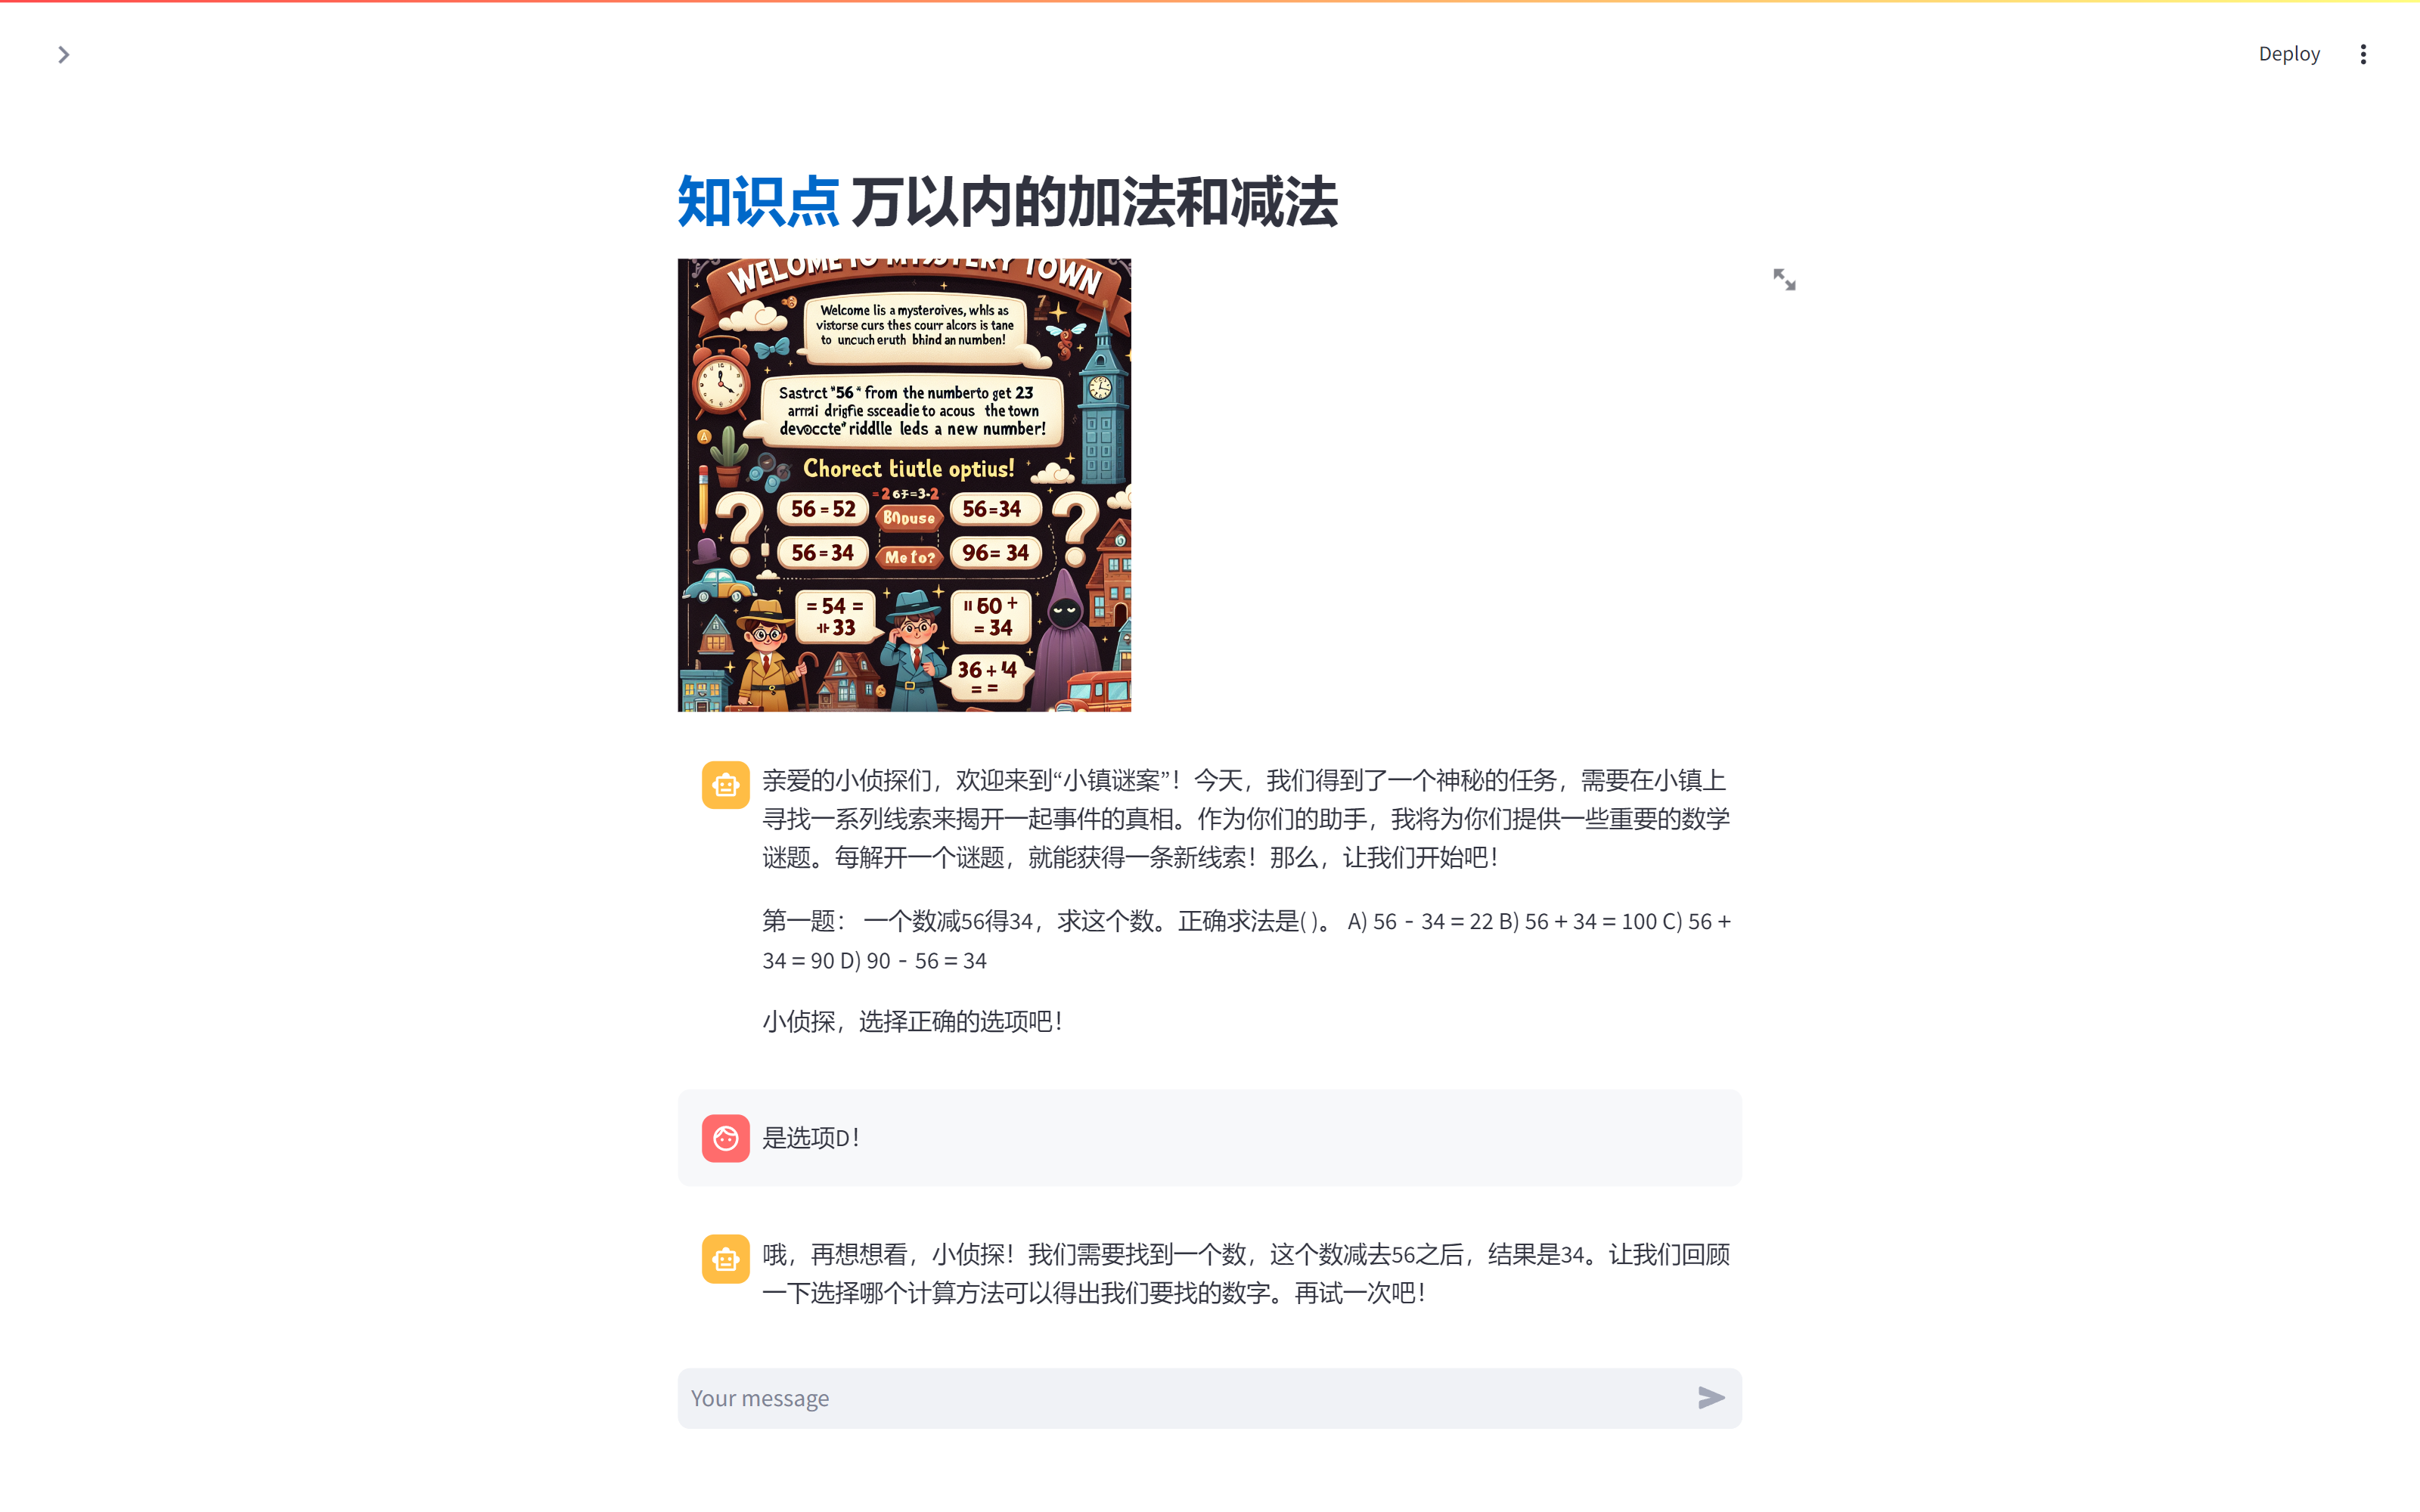 Deploy
知识点 万以内的加法和减法
WELOME TO MYSTERY TOWN
Welcome lis a mysteroives, whls as
vistorse curs thes courr alcors is tane
to uncuch eruth bhind an numben!
Sastrct "56" from the numberto get 23
arrrai drigfie ssceadie to acous the town
devoccte" riddlle leds a new number!
Chorect tiutle optius!
56 = 52
56=34
Bnouse
56=34
96= 34
Me fo?
= 54 =
33
60 +
= 34
36 + 4
= =
亲爱的小侦探们，欢迎来到“小镇谜案”！今天，我们得到了一个神秘的任务，需要在小镇上
寻找一系列线索来揭开一起事件的真相。作为你们的助手，我将为你们提供一些重要的数学
谜题。每解开一个谜题，就能获得一条新线索！那么，让我们开始吧！
第一题： 一个数减56得34，求这个数。正确求法是( )。 A) 56 - 34 = 22 B) 56 + 34 = 100 C) 56 +
34 = 90 D) 90 - 56 = 34
小侦探，选择正确的选项吧！
是选项D！
哦，再想想看，小侦探！我们需要找到一个数，这个数减去56之后，结果是34。让我们回顾
一下选择哪个计算方法可以得出我们要找的数字。再试一次吧！
Your message